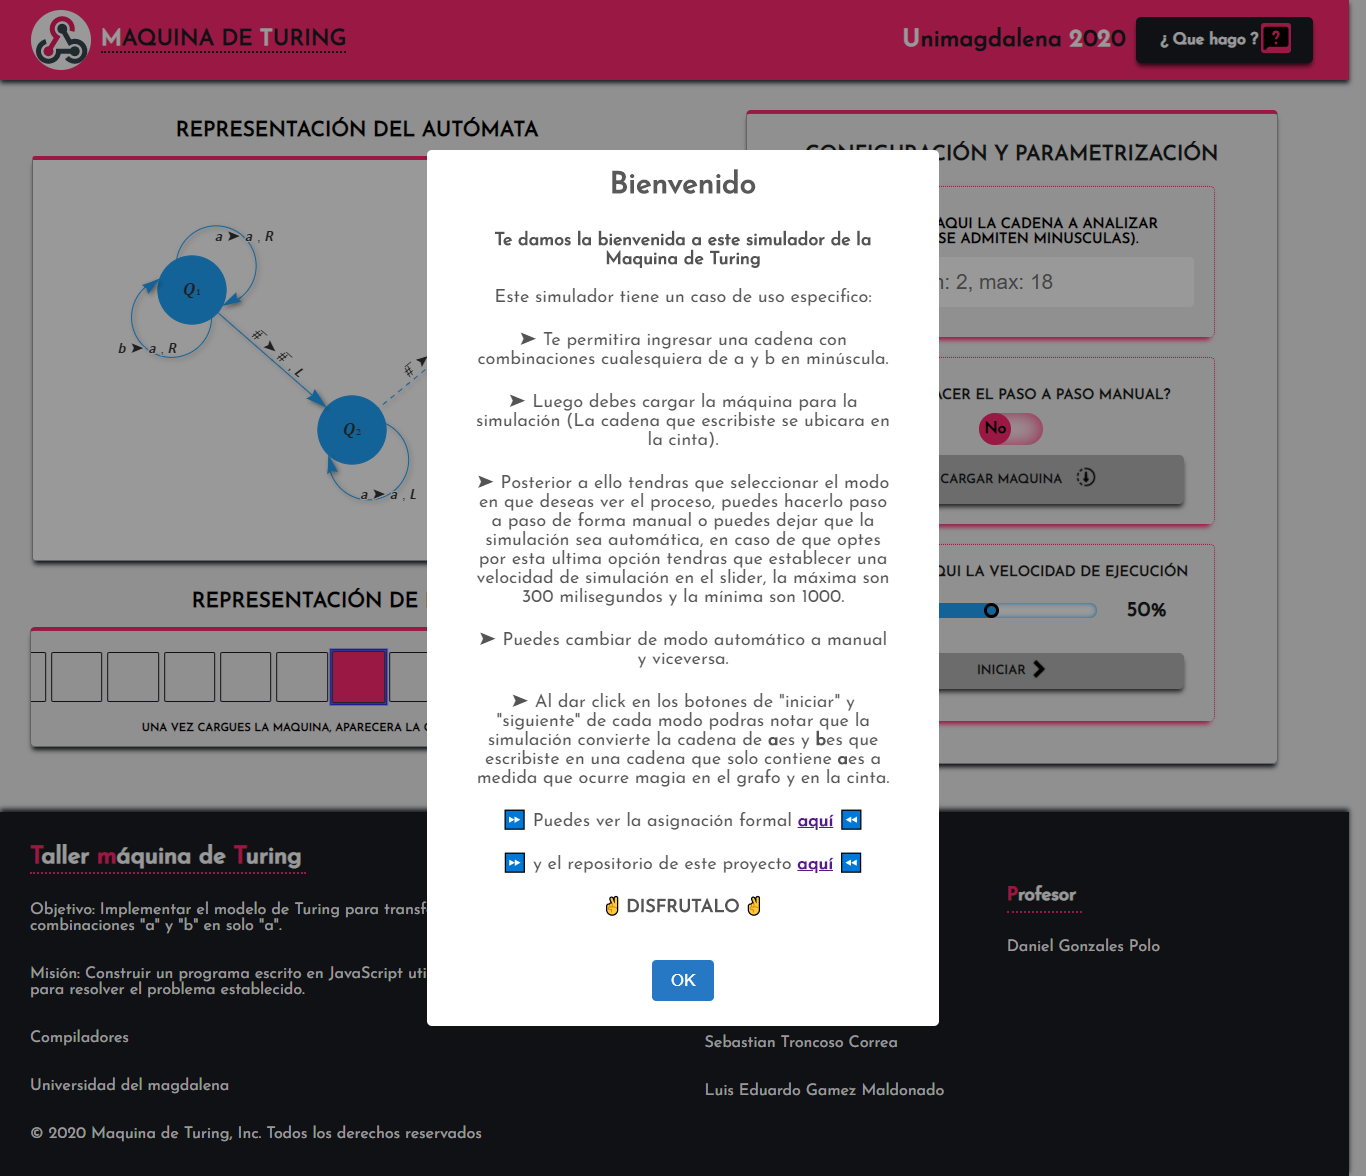 MAQUINA DE TURING
Unimagdalena 2020
¿ Que hago ?
REPRESENTACIÓN DEL AUTÓMATA
a ➤ a , R
Q1
b ➤ a , R
# ➤ # , L
Q2
a ➤ a , L
REPRESENTACIÓN DE
UNA VEZ CARGUES LA MAQUINA, APARECERA LA
CONFIGURACIÓN Y PARAMETRIZACIÓN
AQUI LA CADENA A ANALIZAR
SE ADMITEN MINUSCULAS).
: 2, max: 18
ACER EL PASO A PASO MANUAL?
No
CARGAR MAQUINA
QUI LA VELOCIDAD DE EJECUCIÓN
50%
INICIAR
Bienvenido
Te damos la bienvenida a este simulador de la
Maquina de Turing
Este simulador tiene un caso de uso especifico:
➤ Te permitira ingresar una cadena con
combinaciones cualesquiera de a y b en minúscula.
➤ Luego debes cargar la máquina para la
simulación (La cadena que escribiste se ubicara en
la cinta).
➤ Posterior a ello tendras que seleccionar el modo
en que deseas ver el proceso, puedes hacerlo paso
a paso de forma manual o puedes dejar que la
simulación sea automática, en caso de que optes
por esta ultima opción tendras que establecer una
velocidad de simulación en el slider, la máxima son
300 milisegundos y la mínima son 1000.
➤ Puedes cambiar de modo automático a manual
y viceversa.
➤ Al dar click en los botones de "iniciar" y
"siguiente" de cada modo podras notar que la
simulación convierte la cadena de aes y bes que
escribiste en una cadena que solo contiene aes a
medida que ocurre magia en el grafo y en la cinta.
⏩ Puedes ver la asignación formal aquí ⏪
⏩ y el repositorio de este proyecto aquí ⏪
✌ DISFRUTALO ✌
OK
Taller máquina de Turing
Objetivo: Implementar el modelo de Turing para transf
combinaciones "a" y "b" en solo "a".
Misión: Construir un programa escrito en JavaScript uti
para resolver el problema establecido.
Compiladores
Universidad del magdalena
© 2020 Maquina de Turing, Inc. Todos los derechos reservados
Sebastian Troncoso Correa
Luis Eduardo Gamez Maldonado
Profesor
Daniel Gonzales Polo